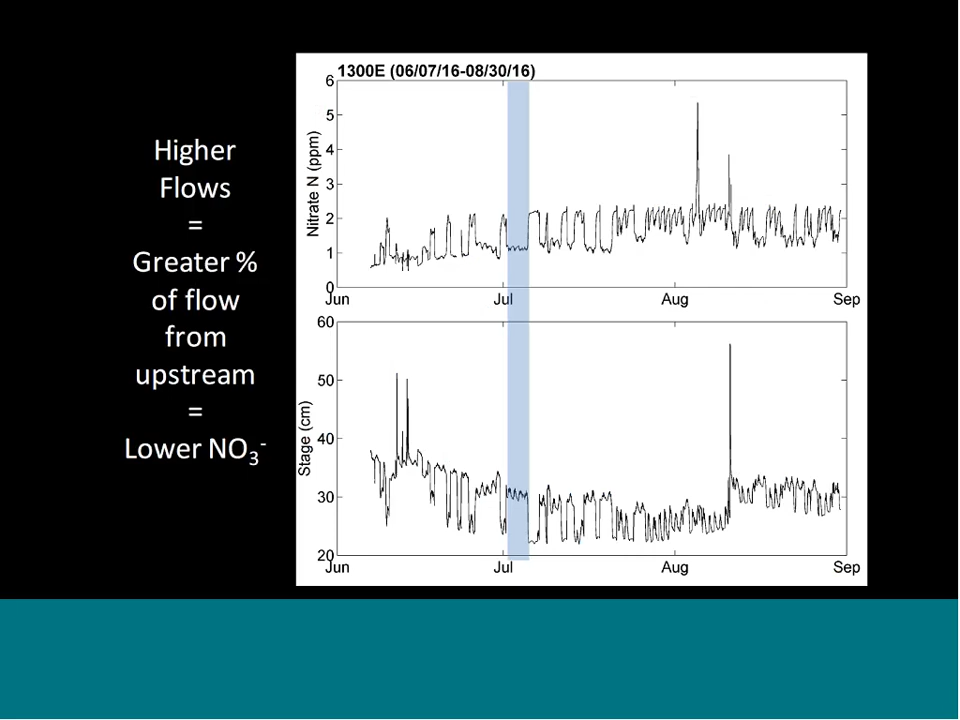 Higher
Flows
=
Greater %
of flow
from
upstream
=
Lower NO₃⁻
1300E (06/07/16-08/30/16)
Nitrate N (ppm)
6
5
4
3
2
1
0
Jun Jul Aug Sep
Stage (cm)
60
50
40
30
20
Jun Jul Aug Sep